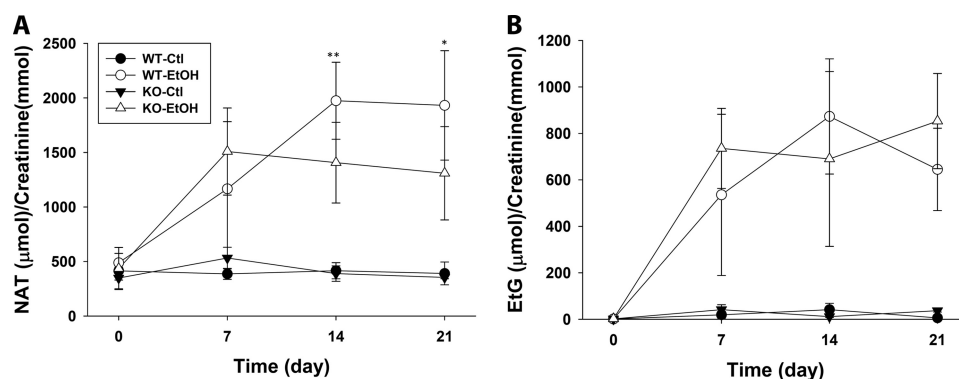 A
NAT (μmol)/Creatinine(mmol)
2500
2000
1500
1000
500
0
WT-Ctl
WT-EtOH
KO-Ctl
KO-EtOH
**
*
0 7 14 21
Time (day)
B
EtG (μmol)/Creatinine(mmol)
1200
1000
800
600
400
200
0
0 7 14 21
Time (day)